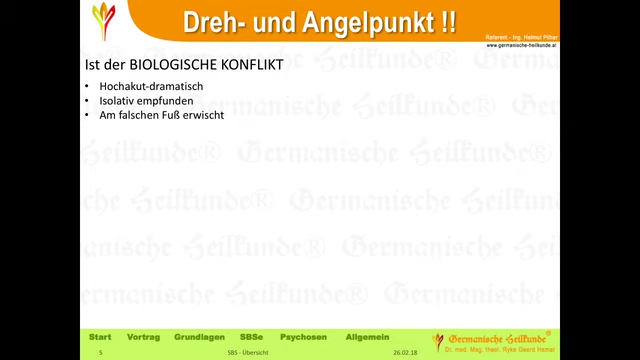 Dreh- und Angelpunkt !!
Referent - Ing. Helmut Pilhar
www.germanische-heilkunde.at
Ist der BIOLOGISCHE KONFLIKT
• Hochakut-dramatisch
• Isolativ empfunden
• Am falschen Fuß erwischt
Germanische Heilkunde®
Start Vortrag Grundlagen SBSe Psychosen Allgemein
Germanische Heilkunde®
Dr. med. Mag. theol. Ryke Geerd Hamer
5 SBS - Übersicht 26.02.18